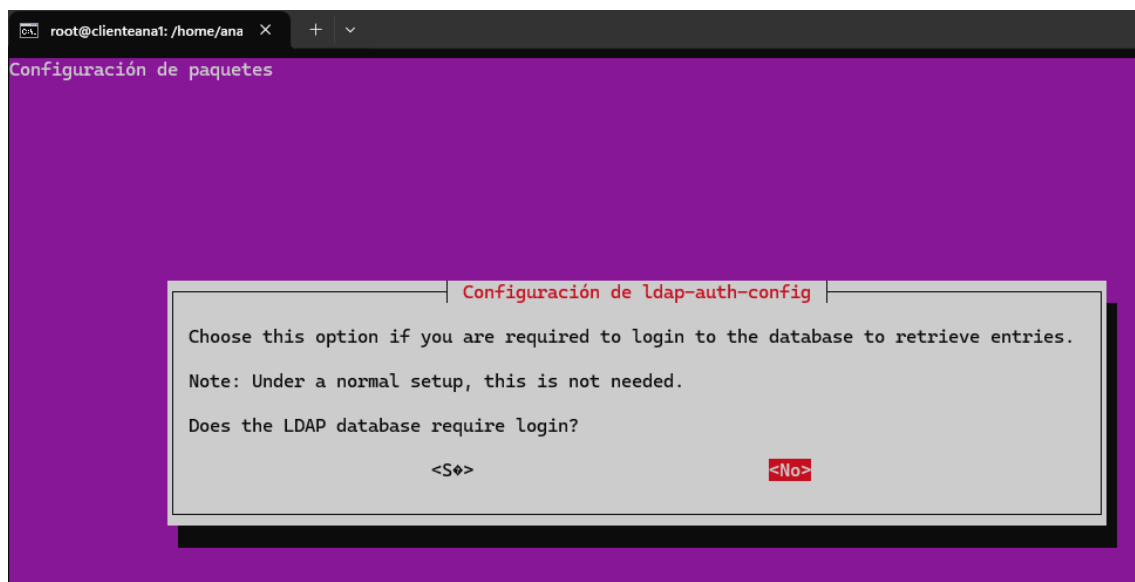 root@clienteana1: /home/ana
Configuración de paquetes
Configuración de ldap-auth-config
Choose this option if you are required to login to the database to retrieve entries.
Note: Under a normal setup, this is not needed.
Does the LDAP database require login?
<S�> <No>